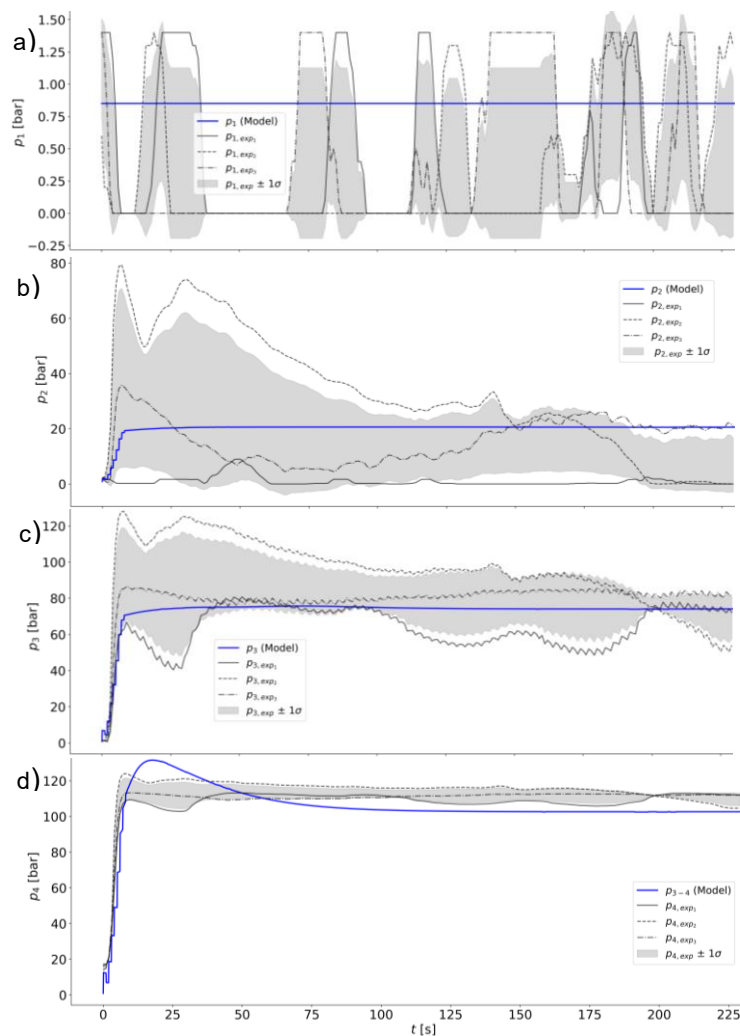 a)
1.50
1.25
1.00
0.75
0.50
0.25
0.00
−0.25
p₁ [bar]
p₁ (Model)
p₁,exp₁
p₁,exp₂
p₁,exp₃
p₁,exp ± 1σ
b)
80
60
40
20
0
p₂ [bar]
p₂ (Model)
p₂,exp₁
p₂,exp₂
p₂,exp₃
p₂,exp ± 1σ
c)
120
100
80
60
40
20
0
p₃ [bar]
p₃ (Model)
p₃,exp₁
p₃,exp₂
p₃,exp₃
p₃,exp ± 1σ
d)
120
100
80
60
40
20
0
p₄ [bar]
p₃₋₄ (Model)
p₄,exp₁
p₄,exp₂
p₄,exp₃
p₄,exp ± 1σ
0 25 50 75 100 125 150 175 200 225
t [s]